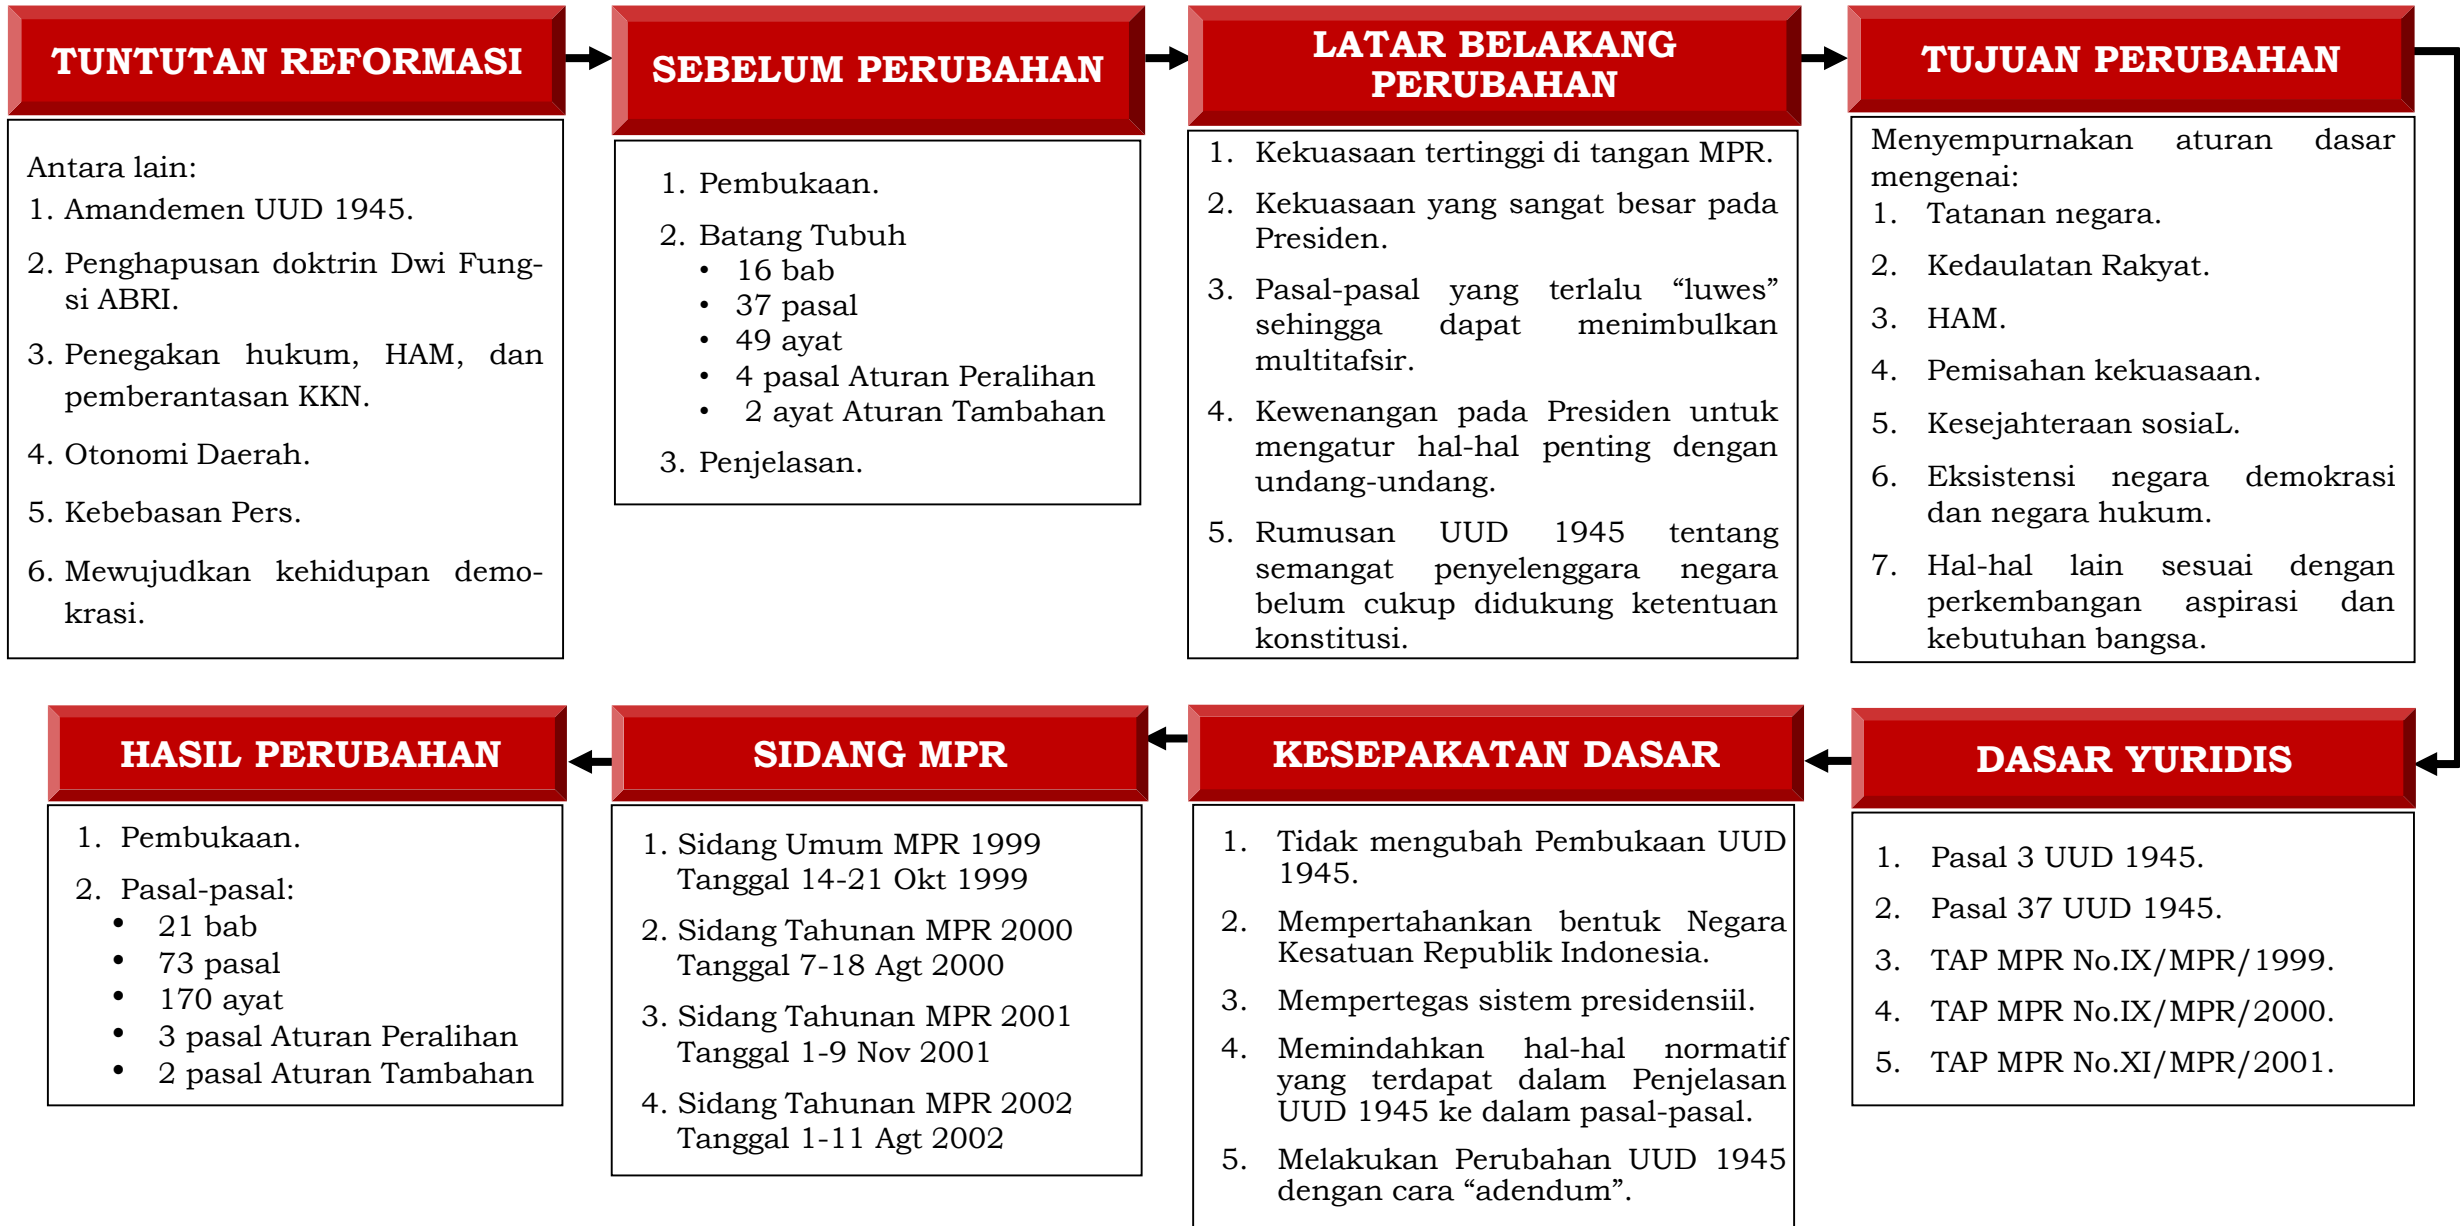 TUNTUTAN REFORMASI
Antara lain:
1. Amandemen UUD 1945.
2. Penghapusan doktrin Dwi Fung-
si ABRI.
3. Penegakan hukum, HAM, dan
pemberantasan KKN.
4. Otonomi Daerah.
5. Kebebasan Pers.
6. Mewujudkan kehidupan demo-
krasi.
SEBELUM PERUBAHAN
1. Pembukaan.
2. Batang Tubuh
• 16 bab
• 37 pasal
• 49 ayat
• 4 pasal Aturan Peralihan
• 2 ayat Aturan Tambahan
3. Penjelasan.
LATAR BELAKANG
PERUBAHAN
1. Kekuasaan tertinggi di tangan MPR.
2. Kekuasaan yang sangat besar pada
Presiden.
3. Pasal-pasal yang terlalu “luwes”
sehingga dapat menimbulkan
multitafsir.
4. Kewenangan pada Presiden untuk
mengatur hal-hal penting dengan
undang-undang.
5. Rumusan UUD 1945 tentang
semangat penyelenggara negara
belum cukup didukung ketentuan
konstitusi.
TUJUAN PERUBAHAN
Menyempurnakan aturan dasar
mengenai:
1. Tatanan negara.
2. Kedaulatan Rakyat.
3. HAM.
4. Pemisahan kekuasaan.
5. Kesejahteraan sosiaL.
6. Eksistensi negara demokrasi
dan negara hukum.
7. Hal-hal lain sesuai dengan
perkembangan aspirasi dan
kebutuhan bangsa.
DASAR YURIDIS
1. Pasal 3 UUD 1945.
2. Pasal 37 UUD 1945.
3. TAP MPR No.IX/MPR/1999.
4. TAP MPR No.IX/MPR/2000.
5. TAP MPR No.XI/MPR/2001.
KESEPAKATAN DASAR
1. Tidak mengubah Pembukaan UUD
1945.
2. Mempertahankan bentuk Negara
Kesatuan Republik Indonesia.
3. Mempertegas sistem presidensiil.
4. Memindahkan hal-hal normatif
yang terdapat dalam Penjelasan
UUD 1945 ke dalam pasal-pasal.
5. Melakukan Perubahan UUD 1945
dengan cara “adendum”.
SIDANG MPR
1. Sidang Umum MPR 1999
Tanggal 14-21 Okt 1999
2. Sidang Tahunan MPR 2000
Tanggal 7-18 Agt 2000
3. Sidang Tahunan MPR 2001
Tanggal 1-9 Nov 2001
4. Sidang Tahunan MPR 2002
Tanggal 1-11 Agt 2002
HASIL PERUBAHAN
1. Pembukaan.
2. Pasal-pasal:
• 21 bab
• 73 pasal
• 170 ayat
• 3 pasal Aturan Peralihan
• 2 pasal Aturan Tambahan